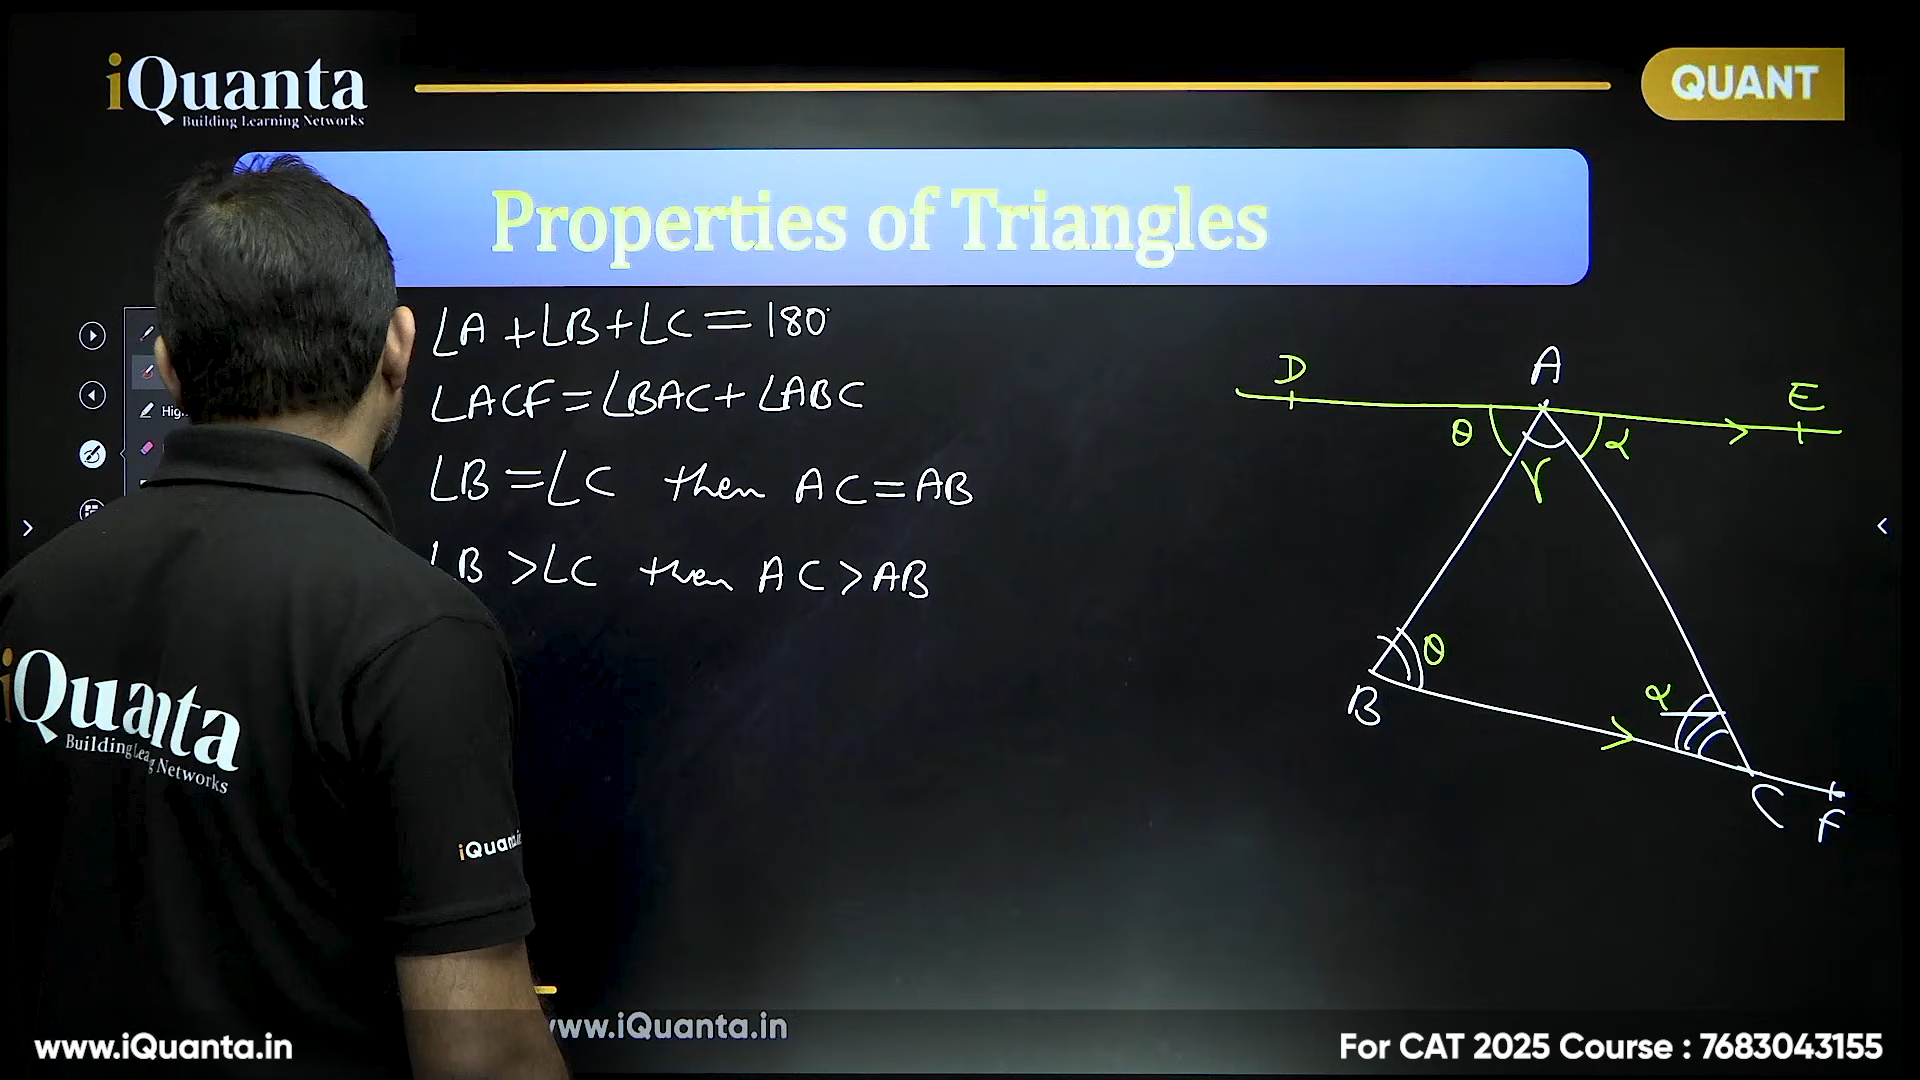 iQuanta
Building Learning Networks
QUANT
Properties of Triangles
∠A + ∠B + ∠C = 180°
∠ACF = ∠BAC + ∠ABC
∠B = ∠C then AC = AB
∠B > ∠C then AC > AB
D
A
E
θ
γ
α
θ
B
α
C
F
iQuanta
Building Networks
iQuanta.in
www.iQuanta.in
www.iQuanta.in
For CAT 2025 Course : 7683043155